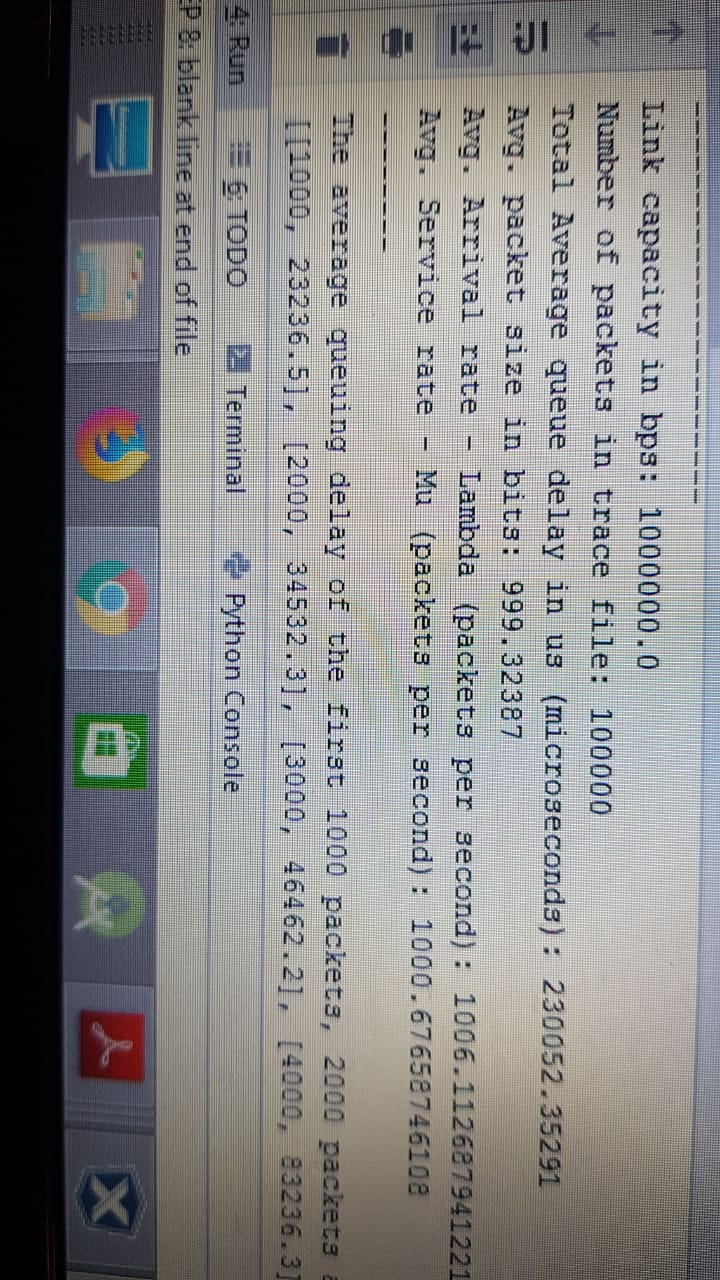 -----------------------------
Link capacity in bps: 1000000.0
Number of packets in trace file: 100000
Total Average queue delay in us (microseconds): 230052.35291
Avg. packet size in bits: 999.32387
Avg. Arrival rate - Lambda (packets per second): 1006.112687941221
Avg. Service rate - Mu (packets per second): 1000.67658746108
---------
The average queuing delay of the first 1000 packets, 2000 packets
[[1000, 23236.5], [2000, 34532.3], [3000, 46462.2], [4000, 83236.3]
4: Run 6: TODO Terminal Python Console
P 8: blank line at end of file